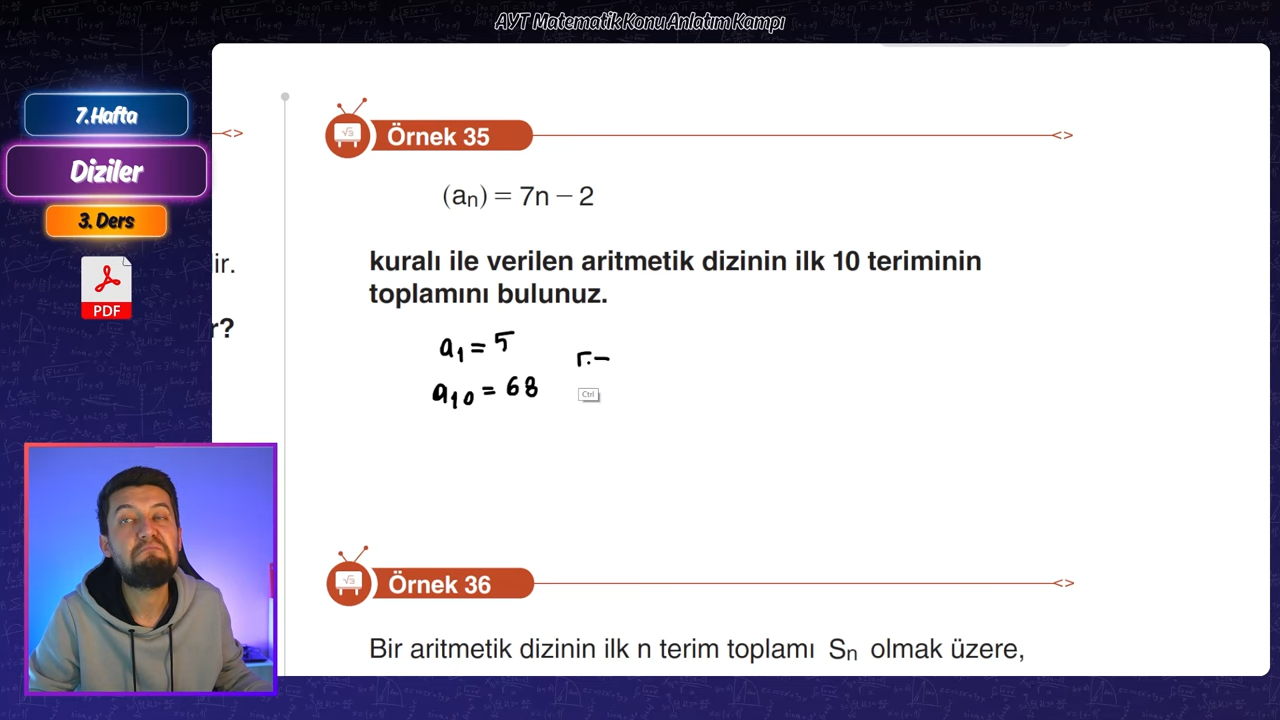 AYT Matematik Konu Anlatım Kampı
7.Hafta
Diziler
3. Ders
PDF
ir.
r?
√5
Örnek 35
(aₙ) = 7n − 2
kuralı ile verilen aritmetik dizinin ilk 10 teriminin
toplamını bulunuz.
a₁ = 5
a₁₀ = 68
Ctrl
√5
Örnek 36
Bir aritmetik dizinin ilk n terim toplamı Sₙ olmak üzere,